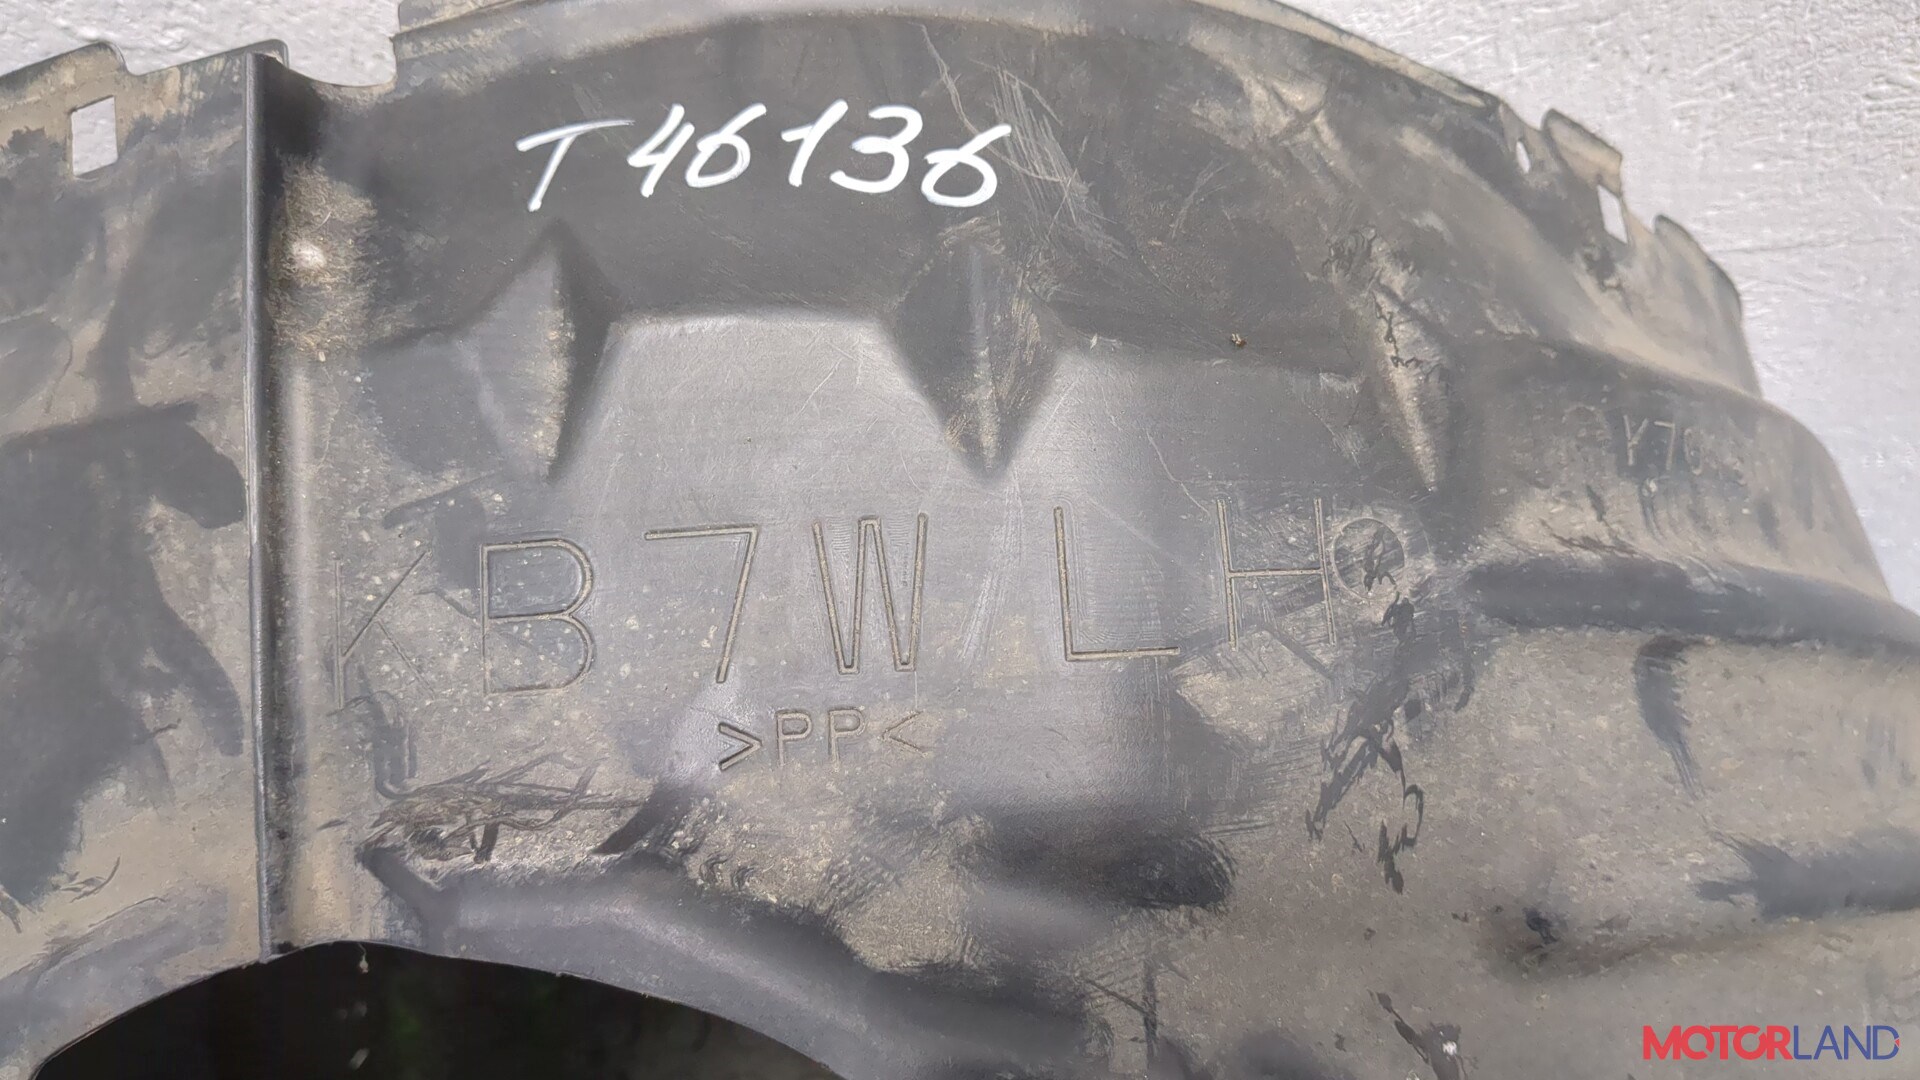 T 46136
KB7W LH
>PP<
MOTORLAND